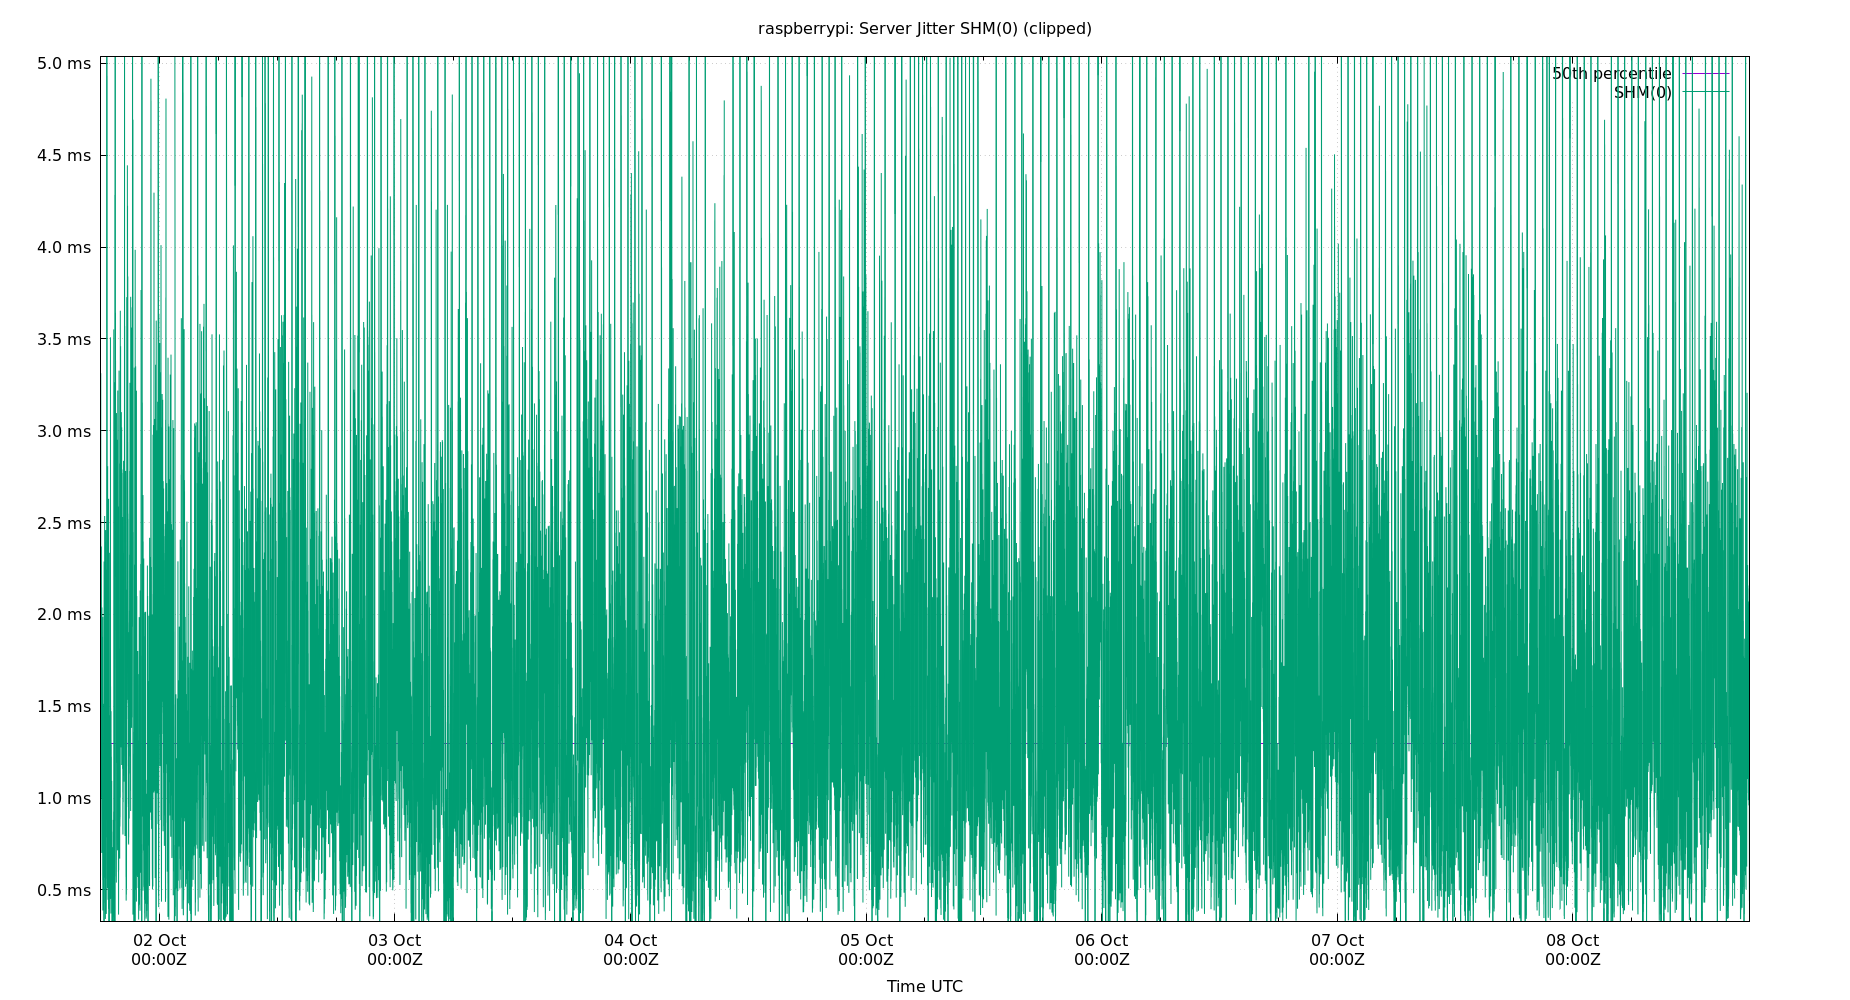 raspberrypi: Server Jitter SHM(0) (clipped)
5.0 ms
50th percentile
SHM(0)
4.5 ms
4.0 ms
3.5 ms
3.0 ms
2.5 ms
2.0 ms
1.5 ms
1.0 ms
0.5 ms
02 Oct 03 Oct 04 Oct 05 Oct 06 Oct 07 Oct 08 Oct
00:00Z 00:00Z 00:00Z 00:00Z 00:00Z 00:00Z 00:00Z
Time UTC